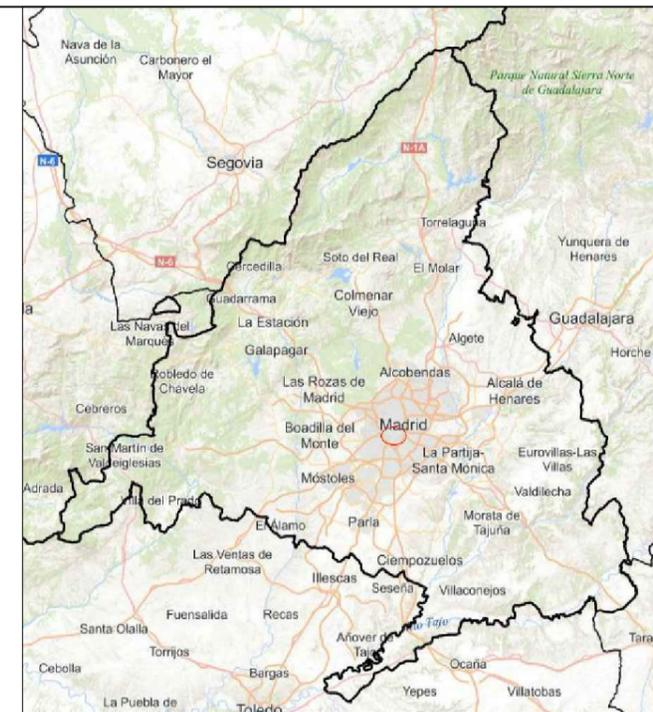 Nava de la
Asunción
Carbonero el
Mayor
Parque Natural Sierra Norte
de Guadalajara
N-6
N-1A
Segovia
Torrelaguna
Yunquera de
Henares
N-6
Cercedilla
Soto del Real
El Molar
Guadarrama
Colmenar
Viejo
Las Navas del
Marqués
La Estación
Guadalajara
Galapagar
Algete
Horche
Robledo de
Chavela
Las Rozas de
Madrid
Alcobendas
Alcalá de
Henares
Cebreros
Boadilla del
Monte
Madrid
San Martín de
Valdeiglesias
La Partija-
Santa Mónica
Eurovillas-Las
Villas
Adrada
Móstoles
Valdilecha
Villa del Prado
El Álamo
Parla
Morata de
Tajuña
Las Ventas de
Retamosa
Ciempozuelos
Illescas
Seseña
Villaconejos
Fuensalida
Recas
Santa Olalla
Añover de
Tajo
Tajo
Tara
Torrijos
Cebolla
Bargas
Ocaña
La Puebla de
Toledo
Yepes
Villatobas